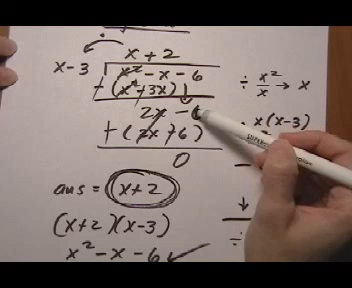 x + 2
x - 3 x² - x - 6
+ (x² + 3x)
2x - 6
+ (2x + 6)
0
ans = (x + 2)
(x+2)(x-3)
x² - x - 6 ✓
÷ x²/x → x
· x(x-3)
↓
÷